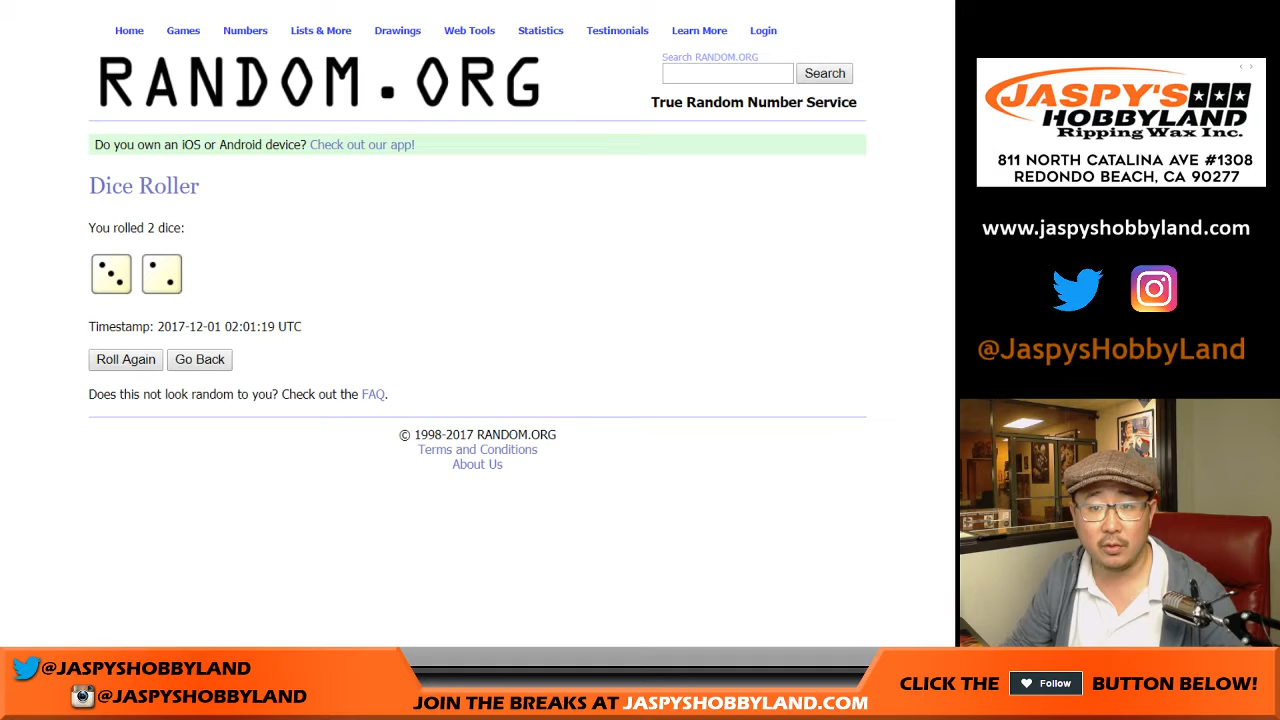 Home Games Numbers Lists & More Drawings Web Tools Statistics Testimonials Learn More Login
RANDOM.ORG
Search RANDOM.ORG
Search
True Random Number Service
Do you own an iOS or Android device? Check out our app!
Dice Roller
You rolled 2 dice:
Timestamp: 2017-12-01 02:01:19 UTC
Roll Again Go Back
Does this not look random to you? Check out the FAQ.
© 1998-2017 RANDOM.ORG
Terms and Conditions
About Us
JASPY'S
HOBBYLAND
Ripping Wax Inc.
811 NORTH CATALINA AVE #1308
REDONDO BEACH, CA 90277
www.jaspyshobbyland.com
@JaspysHobbyLand
@JASPYSHOBBYLAND
@JASPYSHOBBYLAND
JOIN THE BREAKS AT JASPYSHOBBYLAND.COM
CLICK THE Follow BUTTON BELOW!